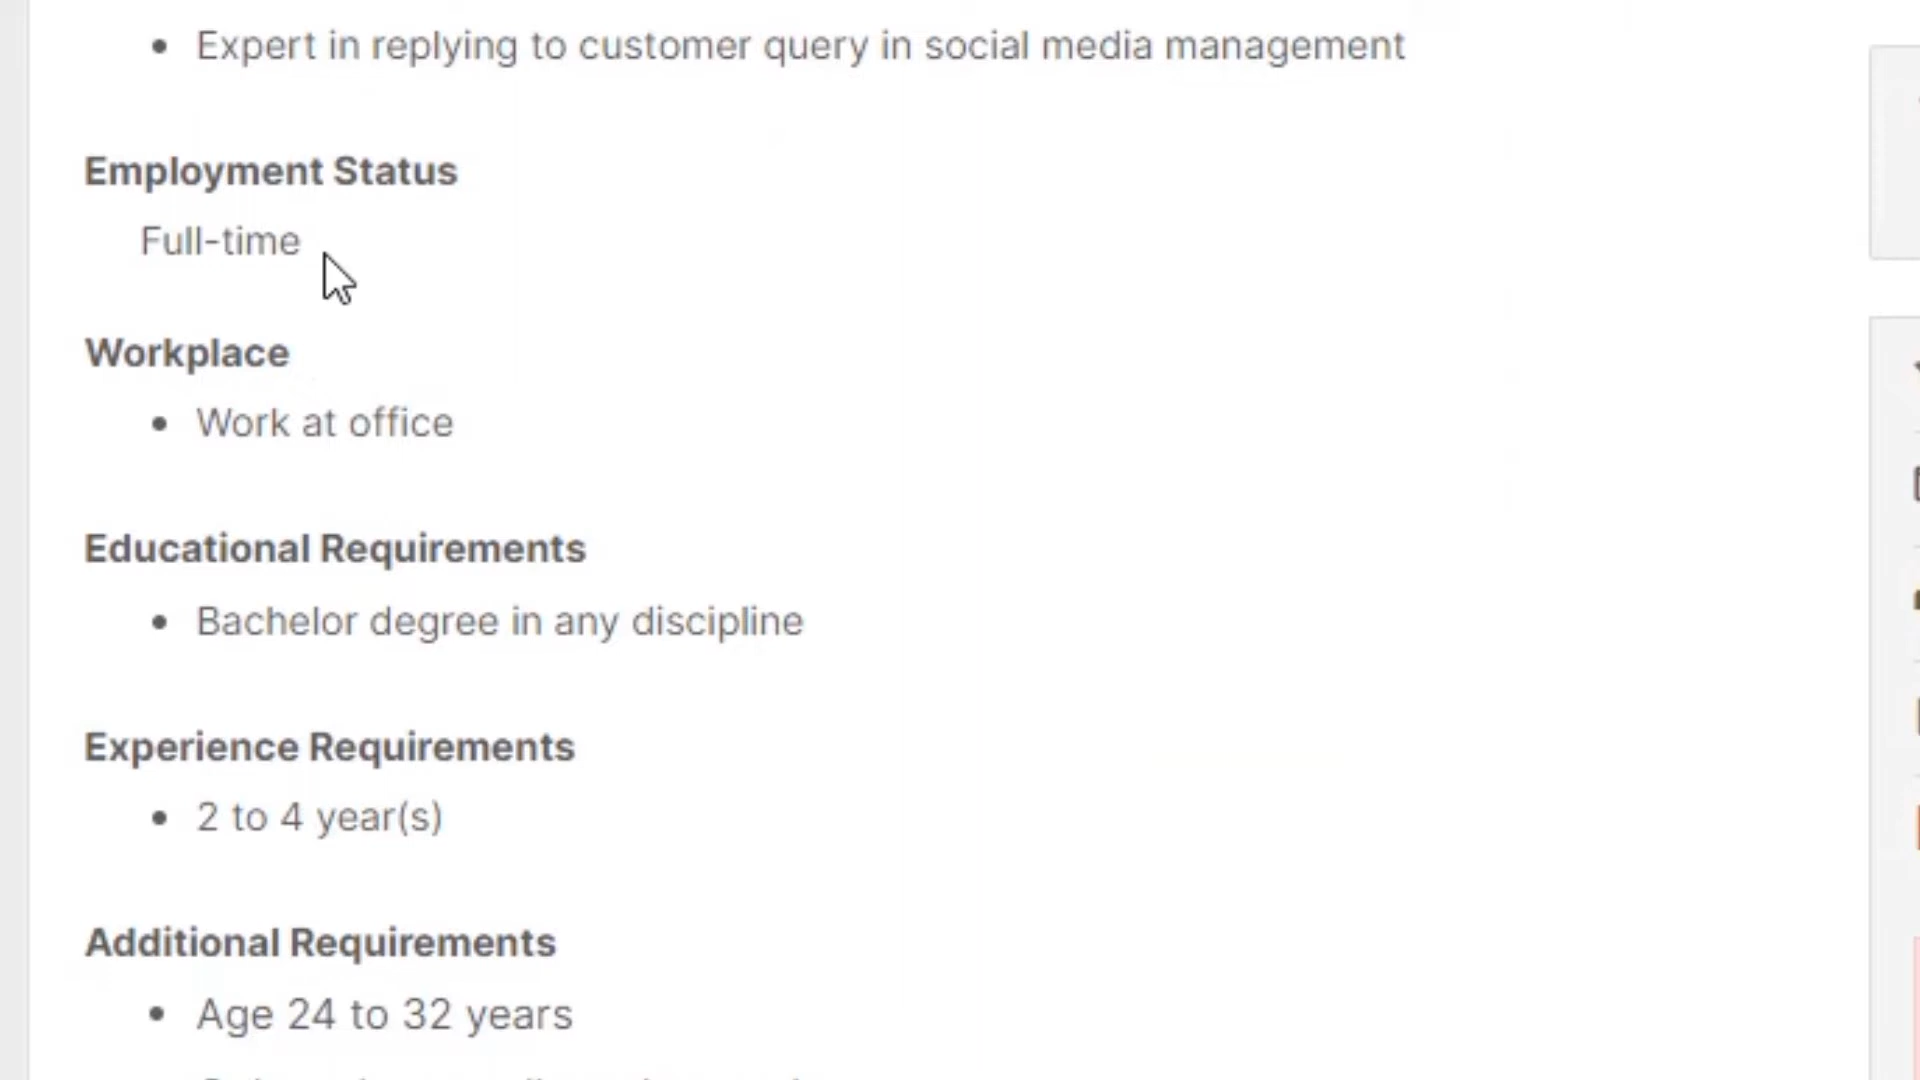 Expert in replying to customer query in social media management
Employment Status
Full-time
Workplace
Work at office
Educational Requirements
Bachelor degree in any discipline
Experience Requirements
2 to 4 year(s)
Additional Requirements
Age 24 to 32 years